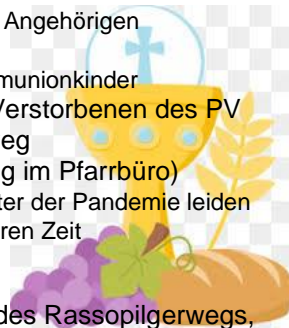 Angehörigen
munionkinder
Verstorbenen des PV
eg
g im Pfarrbüro)
ter der Pandemie leiden
ren Zeit
des Rassopilgerwegs,